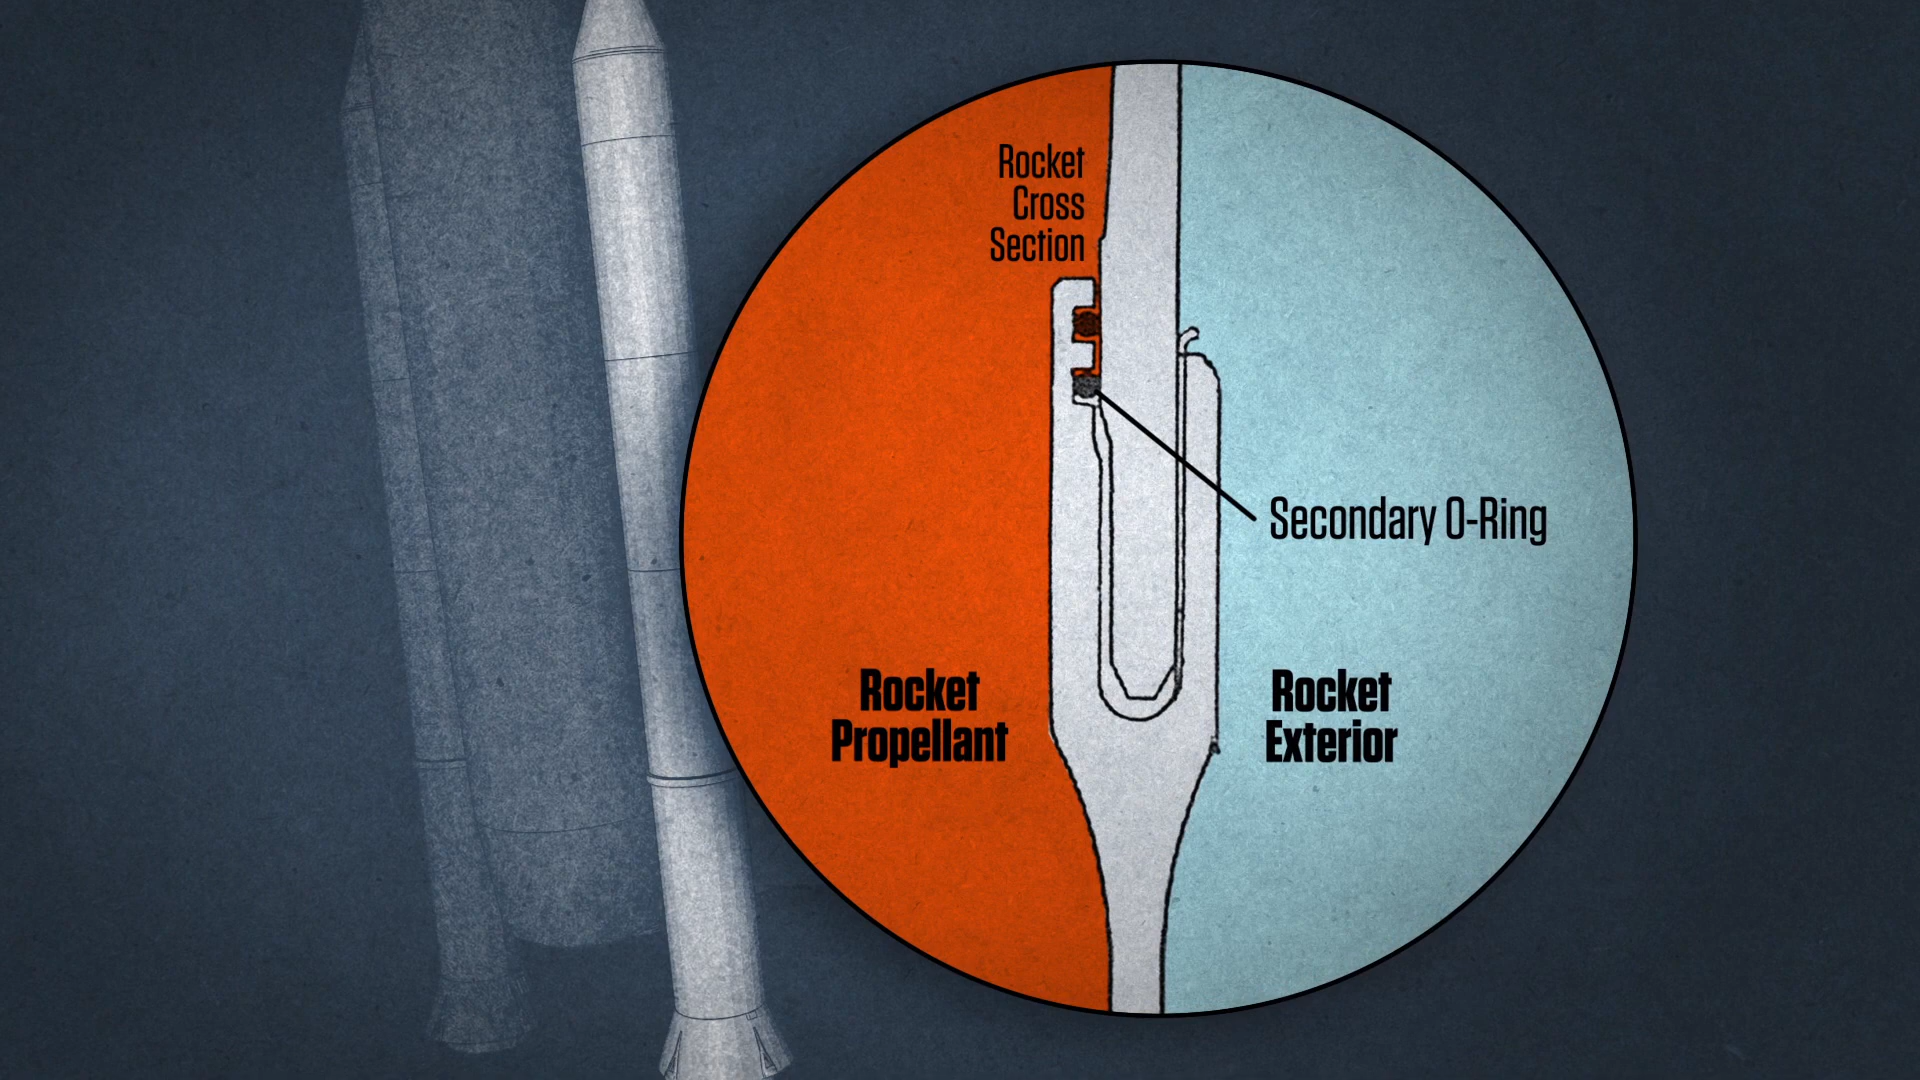 Rocket
Cross
Section
Secondary O-Ring
Rocket
Propellant
Rocket
Exterior